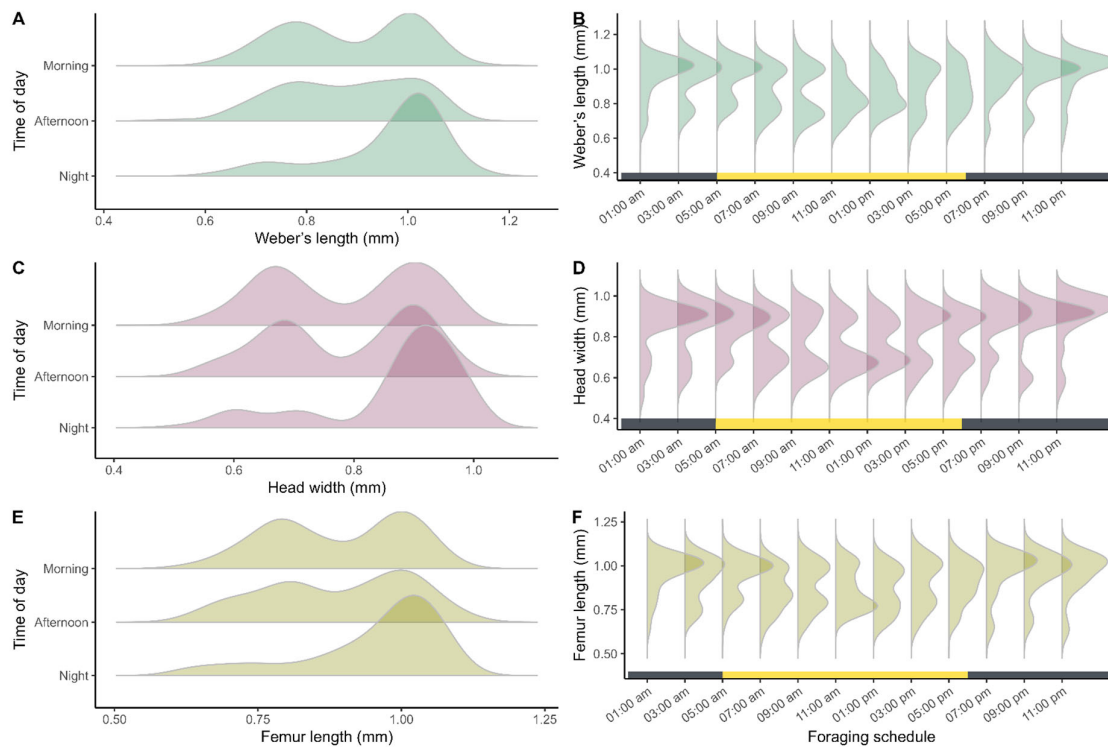 A
Time of day
Morning
Afternoon
Night
0.4 0.6 0.8 1.0 1.2
Weber's length (mm)
B
Weber's length (mm)
1.2
1.0
0.8
0.6
0.4
01:00 am 03:00 am 05:00 am 07:00 am 09:00 am 11:00 am 01:00 pm 03:00 pm 05:00 pm 07:00 pm 09:00 pm 11:00 pm
C
Time of day
Morning
Afternoon
Night
0.4 0.6 0.8 1.0
Head width (mm)
D
Head width (mm)
1.0
0.8
0.6
0.4
01:00 am 03:00 am 05:00 am 07:00 am 09:00 am 11:00 am 01:00 pm 03:00 pm 05:00 pm 07:00 pm 09:00 pm 11:00 pm
E
Time of day
Morning
Afternoon
Night
0.50 0.75 1.00 1.25
Femur length (mm)
F
Femur length (mm)
1.25
1.00
0.75
0.50
01:00 am 03:00 am 05:00 am 07:00 am 09:00 am 11:00 am 01:00 pm 03:00 pm 05:00 pm 07:00 pm 09:00 pm 11:00 pm
Foraging schedule